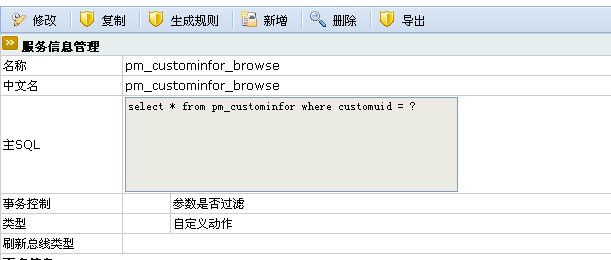 修改 复制 生成规则 新增 删除 导出
服务信息管理
名称 pm_custominfor_browse
中文名 pm_custominfor_browse
主SQL select * from pm_custominfor where customuid = ?
事务控制 参数是否过滤
类型 自定义动作
刷新总线类型